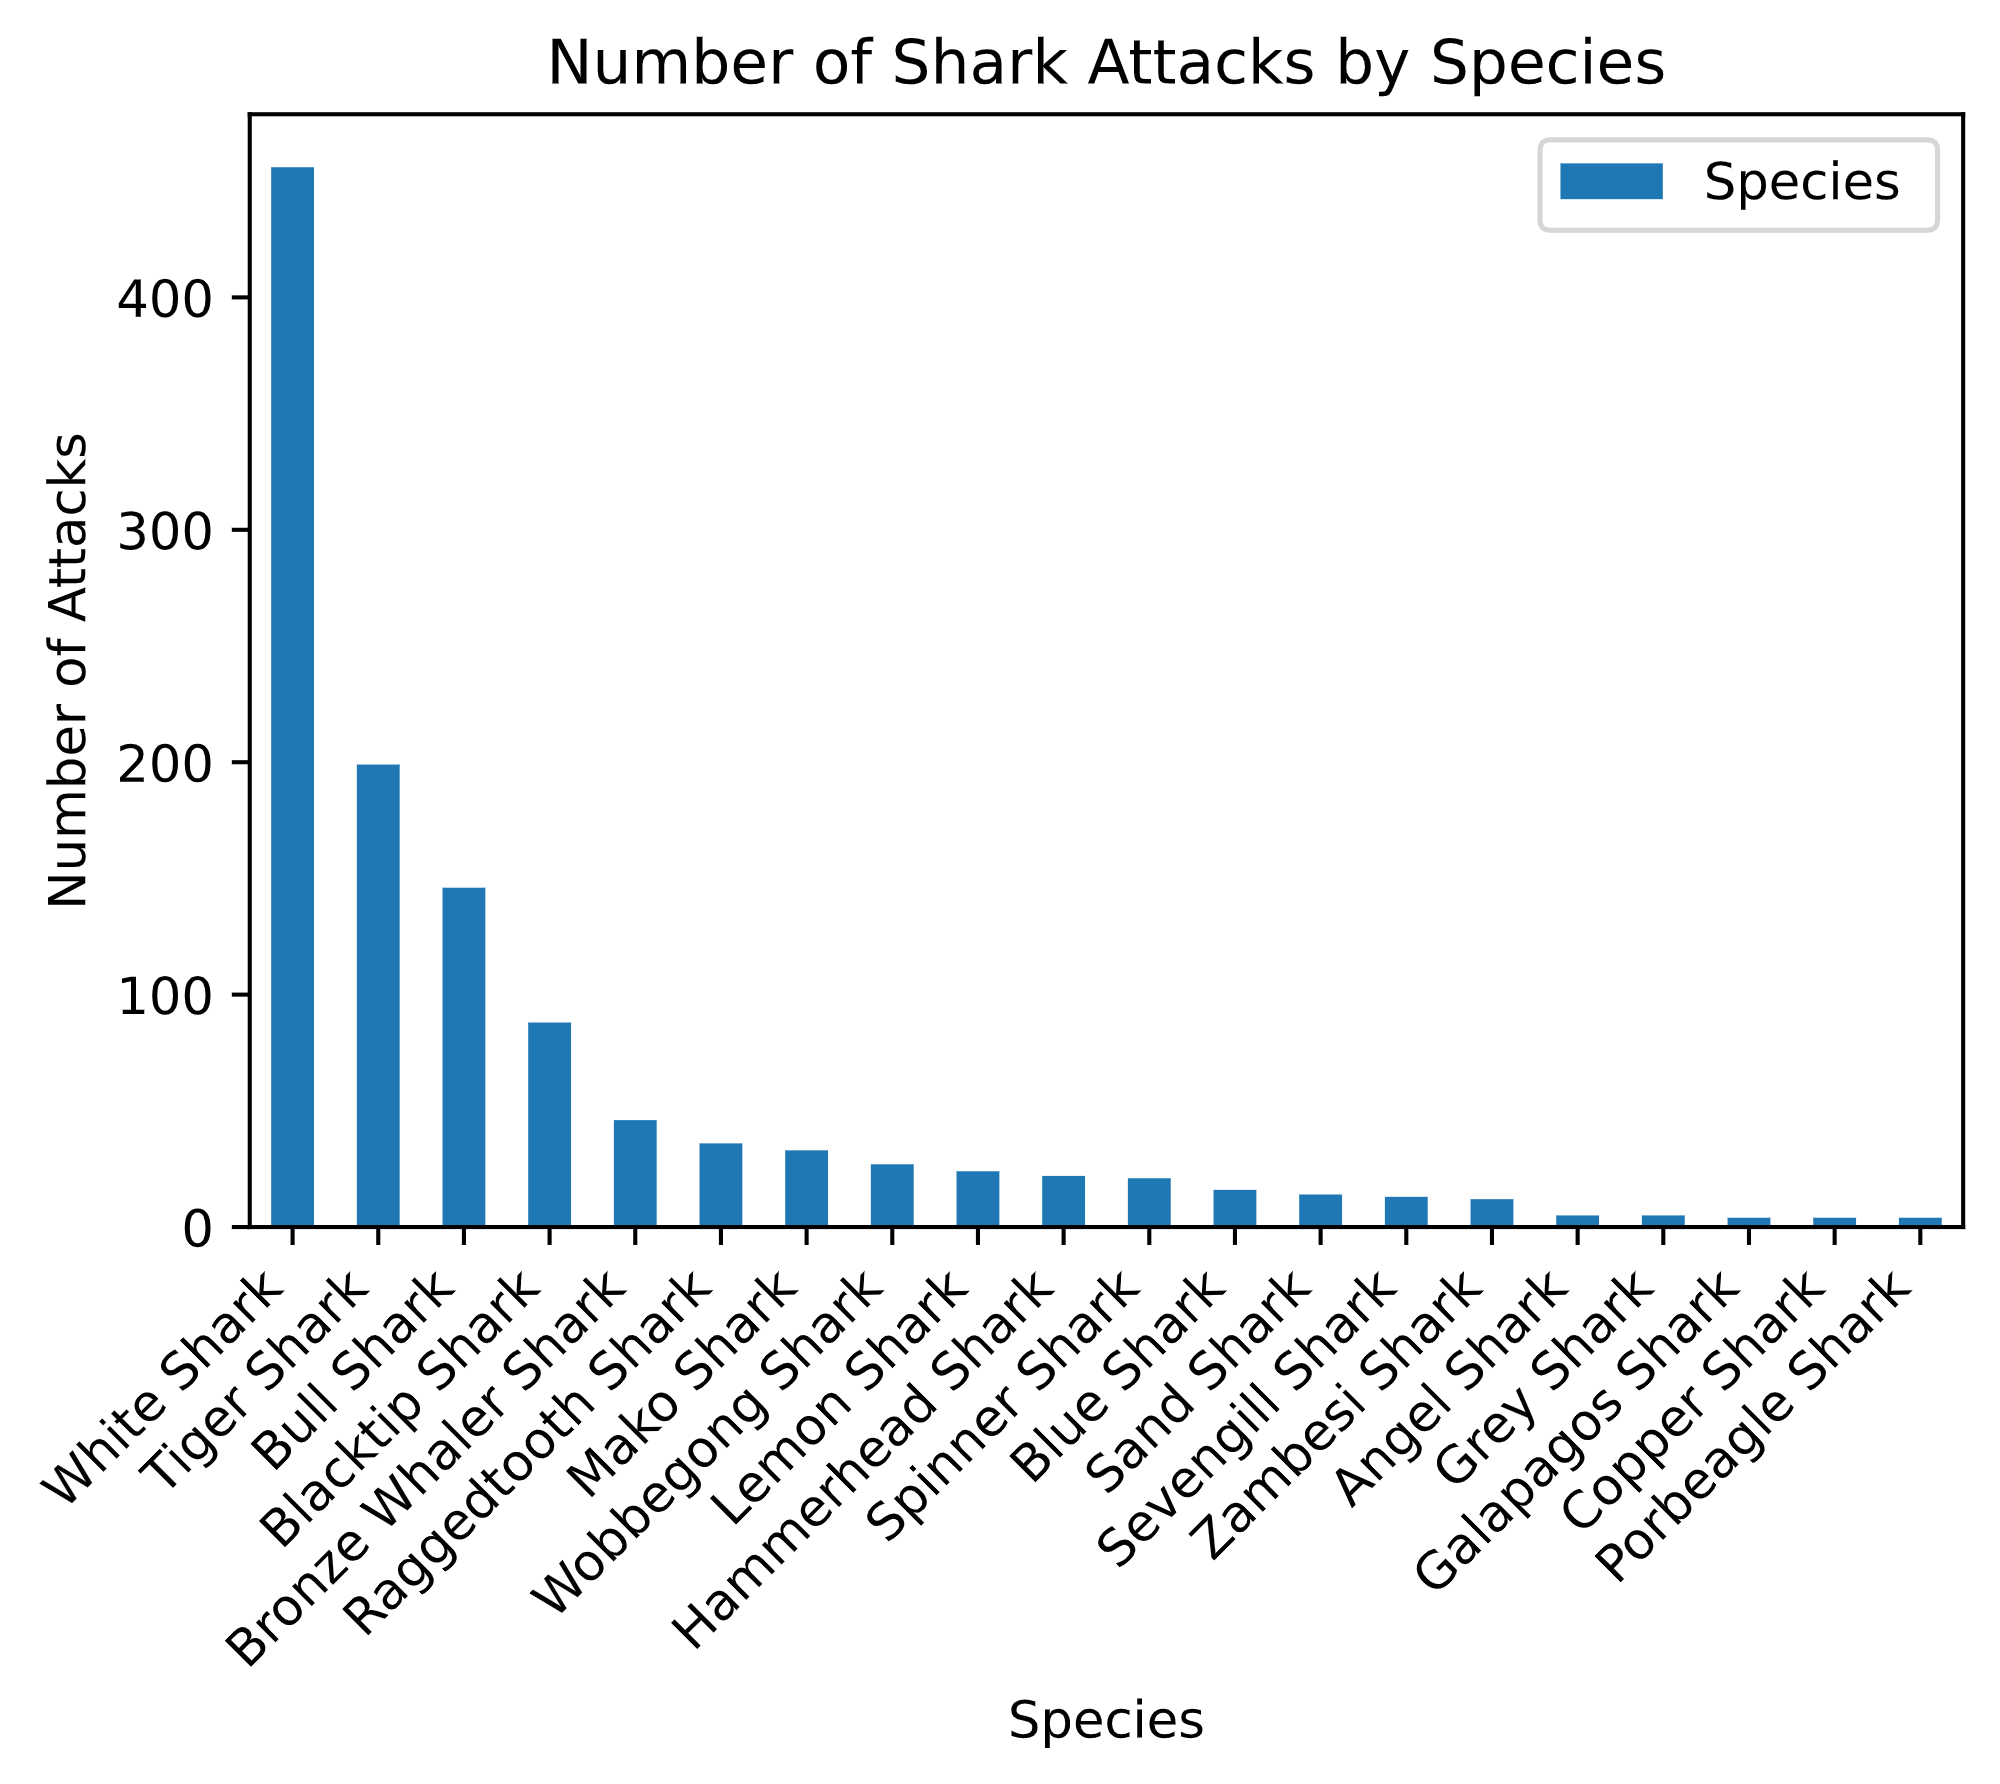 Number of Shark Attacks by Species
Species
Number of Attacks
400
300
200
100
0
White Shark
Tiger Shark
Bull Shark
Blacktip Shark
Bronze Whaler Shark
Raggedtooth Shark
Mako Shark
Wobbegong Shark
Lemon Shark
Hammerhead Shark
Spinner Shark
Blue Shark
Sand Shark
Sevengill Shark
Zambesi Shark
Angel Shark
Grey Shark
Galapagos Shark
Copper Shark
Porbeagle Shark
Species